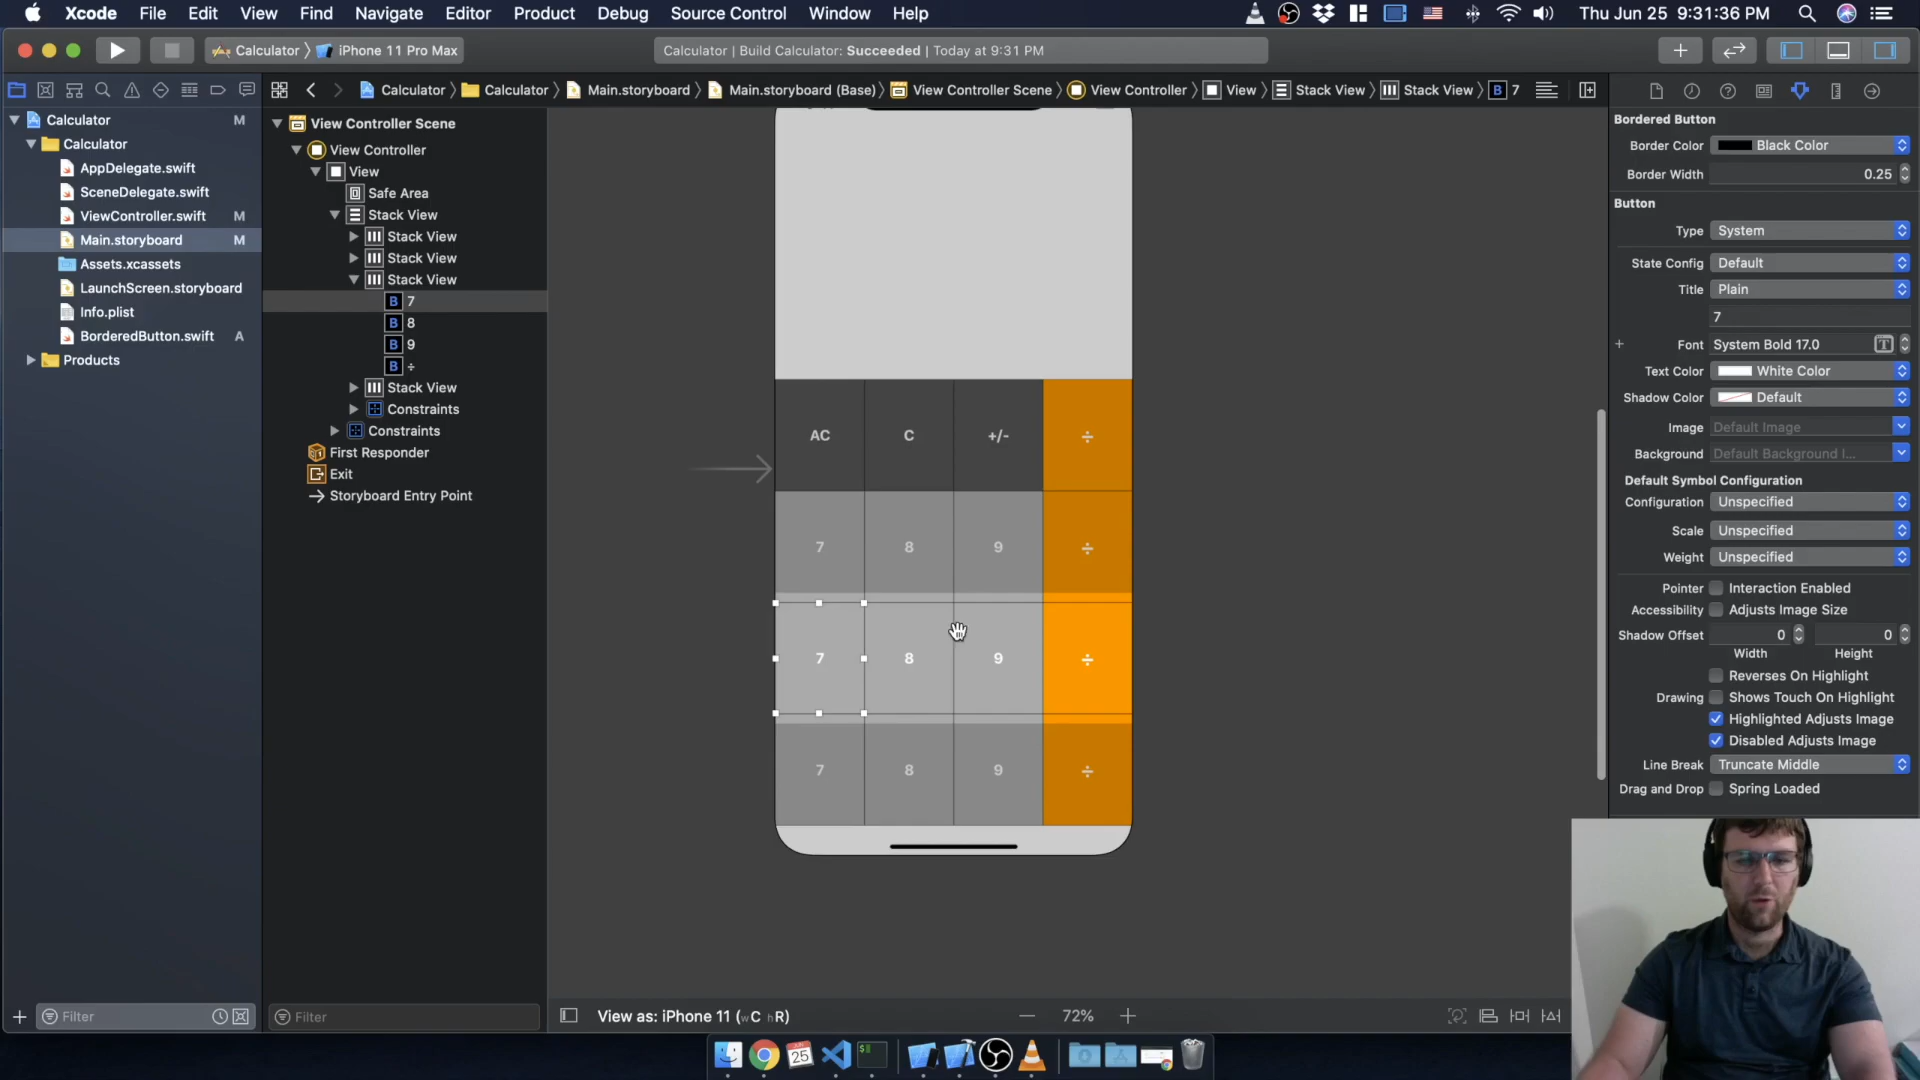 Xcode File Edit View Find Navigate Editor Product Debug Source Control Window Help Thu Jun 25 9:31:36 PM
Calculator iPhone 11 Pro Max Calculator | Build Calculator: Succeeded | Today at 9:31 PM
Calculator Calculator Main.storyboard Main.storyboard (Base) View Controller Scene View Controller View Stack View Stack View B 7
Calculator M
Calculator
AppDelegate.swift
SceneDelegate.swift
ViewController.swift M
Main.storyboard M
Assets.xcassets
LaunchScreen.storyboard
Info.plist
BorderedButton.swift A
Products
Filter
View Controller Scene
View Controller
View
Safe Area
Stack View
Stack View
Stack View
Stack View
B 7
B 8
B 9
B ÷
Stack View
Constraints
Constraints
First Responder
Exit
Storyboard Entry Point
Filter
AC C +/- ÷
7 8 9 ÷
7 8 9 ÷
7 8 9 ÷
View as: iPhone 11 (wC hR) 72%
Bordered Button
Border Color Black Color
Border Width 0.25
Button
Type System
State Config Default
Title Plain
7
Font System Bold 17.0
Text Color White Color
Shadow Color Default
Image Default Image
Background Default Background I...
Default Symbol Configuration
Configuration Unspecified
Scale Unspecified
Weight Unspecified
Pointer Interaction Enabled
Accessibility Adjusts Image Size
Shadow Offset 0 0
Width Height
Reverses On Highlight
Drawing Shows Touch On Highlight
Highlighted Adjusts Image
Disabled Adjusts Image
Line Break Truncate Middle
Drag and Drop Spring Loaded
25